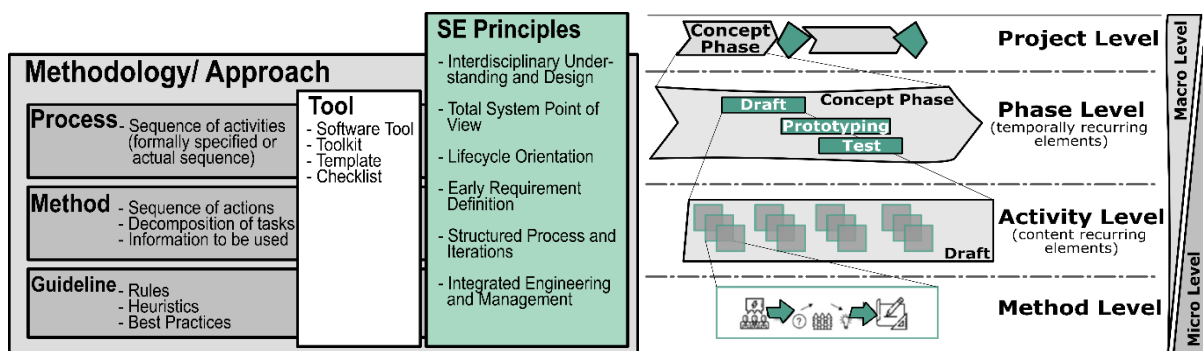 Methodology/ Approach
Process
- Sequence of activities
(formally specified or
actual sequence)
Method
- Sequence of actions
- Decomposition of tasks
- Information to be used
Guideline
- Rules
- Heuristics
- Best Practices
Tool
- Software Tool
- Toolkit
- Template
- Checklist
SE Principles
- Interdisciplinary Under-
standing and Design
- Total System Point of
View
- Lifecycle Orientation
- Early Requirement
Definition
- Structured Process and
Iterations
- Integrated Engineering
and Management
Concept
Phase
Project Level
Draft
Concept Phase
Prototyping
Test
Phase Level
(temporally recurring
elements)
Draft
Activity Level
(content recurring
elements)
?
Method Level
Macro Level
Micro Level